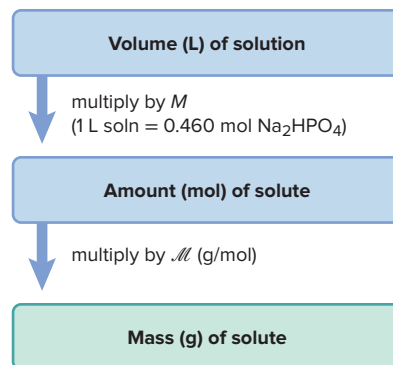 Volume (L) of solution
multiply by M
(1 L soln = 0.460 mol Na₂HPO₄)
Amount (mol) of solute
multiply by ℳ (g/mol)
Mass (g) of solute